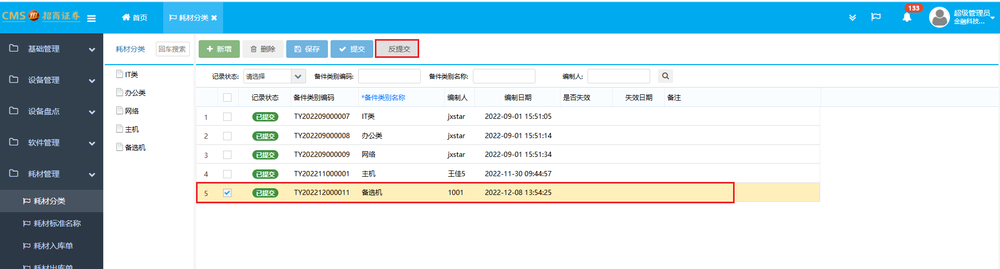 CMS 招商证券
首页
耗材分类
133
超级管理员
金融科技...
基础管理
设备管理
设备盘点
软件管理
耗材管理
耗材分类
耗材标准名称
耗材入库单
耗材出库单
耗材分类 回车搜索
IT类
办公类
网络
主机
备选机
新增 删除 保存 提交 反提交
记录状态: 请选择 备件类别编码: 备件类别名称: 编制人:
记录状态 备件类别编码 *备件类别名称 编制人 编制日期 是否失效 失效日期 备注
1 已提交 TY202209000007 IT类 jxstar 2022-09-01 15:51:05
2 已提交 TY202209000008 办公类 jxstar 2022-09-01 15:51:14
3 已提交 TY202209000009 网络 jxstar 2022-09-01 15:51:34
4 已提交 TY202211000001 主机 王佳5 2022-11-30 09:44:57
5 已提交 TY202212000011 备选机 1001 2022-12-08 13:54:25